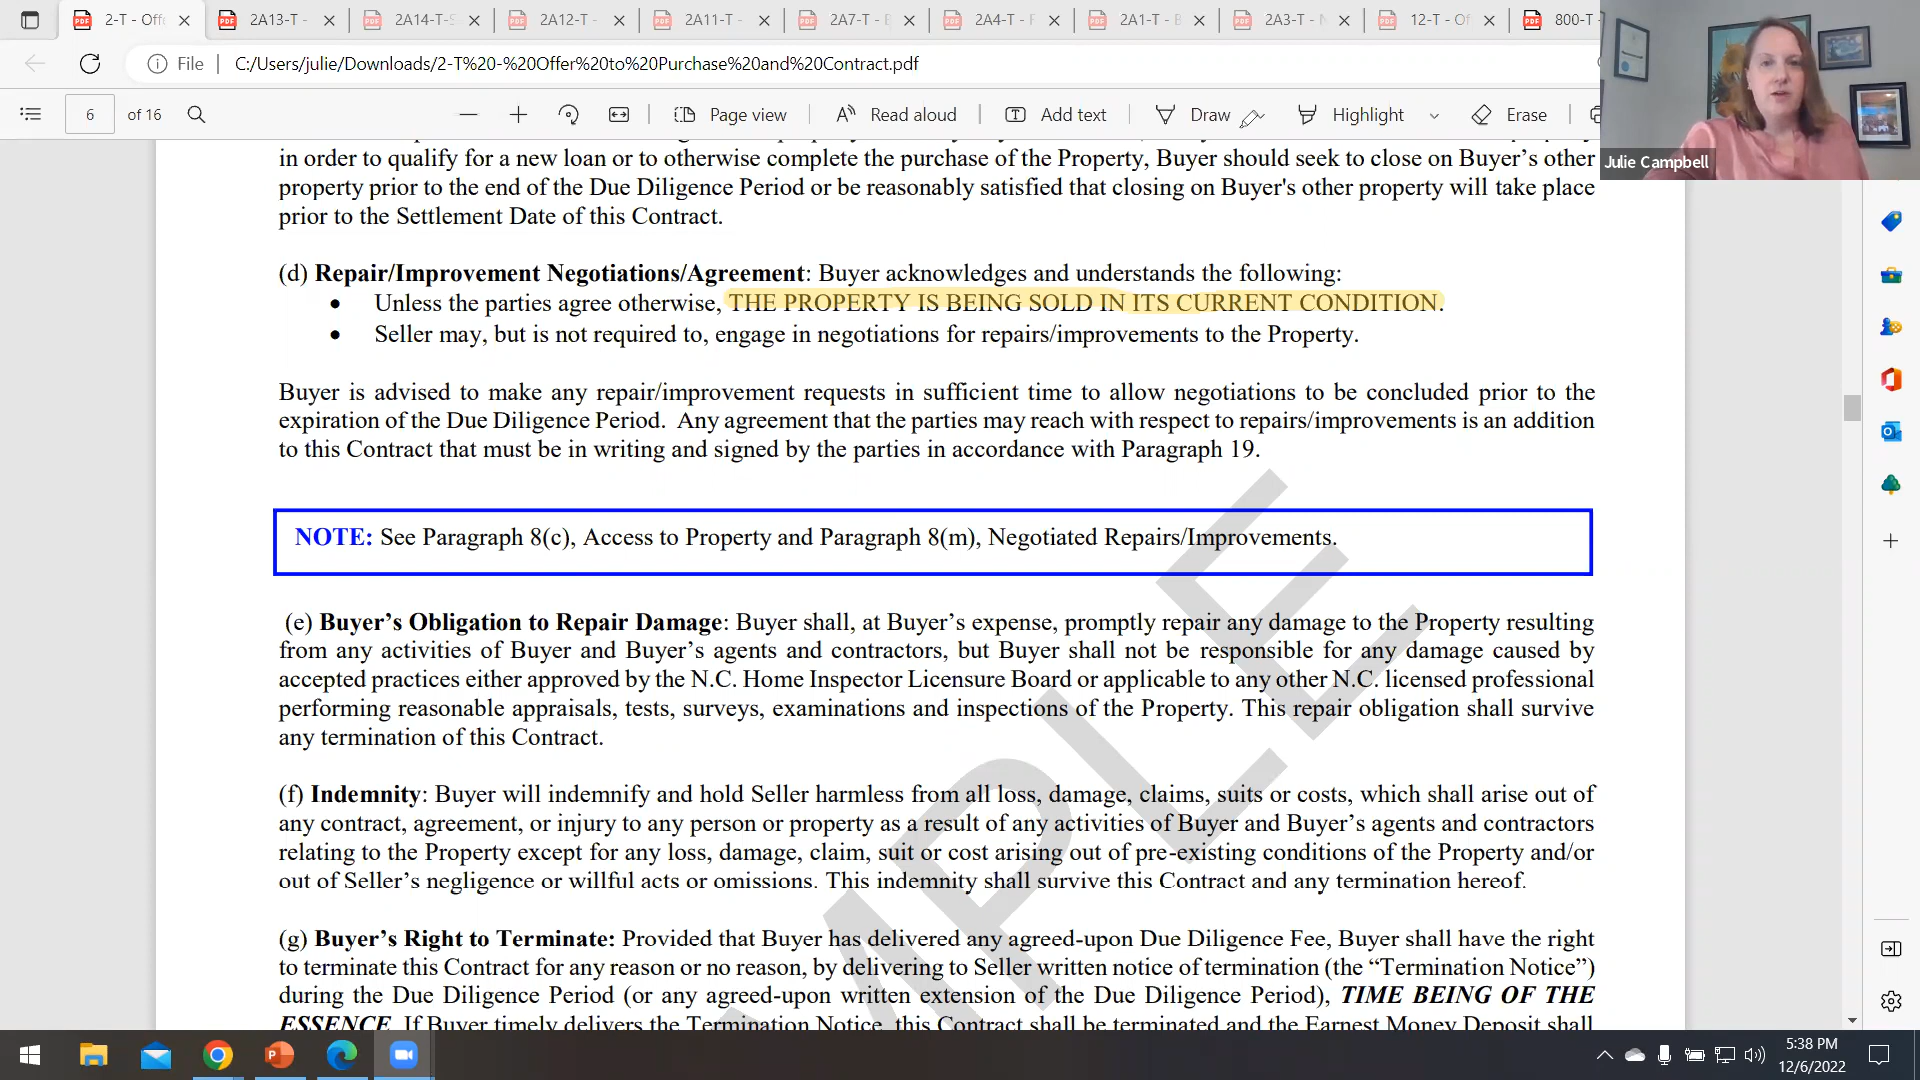 2-T - Offe
2A13-T -
2A14-T-S
2A12-T -
2A11-T -
2A7-T - B
2A4-T - F
2A1-T - B
2A3-T - N
12-T - Off
800-T -
File
C:/Users/julie/Downloads/2-T%20-%20Offer%20to%20Purchase%20and%20Contract.pdf
6 of 16
Page view
Read aloud
Add text
Draw
Highlight
Erase
Julie Campbell
in order to qualify for a new loan or to otherwise complete the purchase of the Property, Buyer should seek to close on Buyer’s other
property prior to the end of the Due Diligence Period or be reasonably satisfied that closing on Buyer's other property will take place
prior to the Settlement Date of this Contract.
(d) Repair/Improvement Negotiations/Agreement: Buyer acknowledges and understands the following:
• Unless the parties agree otherwise, THE PROPERTY IS BEING SOLD IN ITS CURRENT CONDITION.
• Seller may, but is not required to, engage in negotiations for repairs/improvements to the Property.
Buyer is advised to make any repair/improvement requests in sufficient time to allow negotiations to be concluded prior to the
expiration of the Due Diligence Period. Any agreement that the parties may reach with respect to repairs/improvements is an addition
to this Contract that must be in writing and signed by the parties in accordance with Paragraph 19.
NOTE: See Paragraph 8(c), Access to Property and Paragraph 8(m), Negotiated Repairs/Improvements.
(e) Buyer’s Obligation to Repair Damage: Buyer shall, at Buyer’s expense, promptly repair any damage to the Property resulting
from any activities of Buyer and Buyer’s agents and contractors, but Buyer shall not be responsible for any damage caused by
accepted practices either approved by the N.C. Home Inspector Licensure Board or applicable to any other N.C. licensed professional
performing reasonable appraisals, tests, surveys, examinations and inspections of the Property. This repair obligation shall survive
any termination of this Contract.
(f) Indemnity: Buyer will indemnify and hold Seller harmless from all loss, damage, claims, suits or costs, which shall arise out of
any contract, agreement, or injury to any person or property as a result of any activities of Buyer and Buyer’s agents and contractors
relating to the Property except for any loss, damage, claim, suit or cost arising out of pre-existing conditions of the Property and/or
out of Seller’s negligence or willful acts or omissions. This indemnity shall survive this Contract and any termination hereof.
(g) Buyer’s Right to Terminate: Provided that Buyer has delivered any agreed-upon Due Diligence Fee, Buyer shall have the right
to terminate this Contract for any reason or no reason, by delivering to Seller written notice of termination (the “Termination Notice”)
during the Due Diligence Period (or any agreed-upon written extension of the Due Diligence Period), TIME BEING OF THE
ESSENCE. If Buyer timely delivers the Termination Notice, this Contract shall be terminated and the Earnest Money Deposit shall
MPLE
5:38 PM
12/6/2022